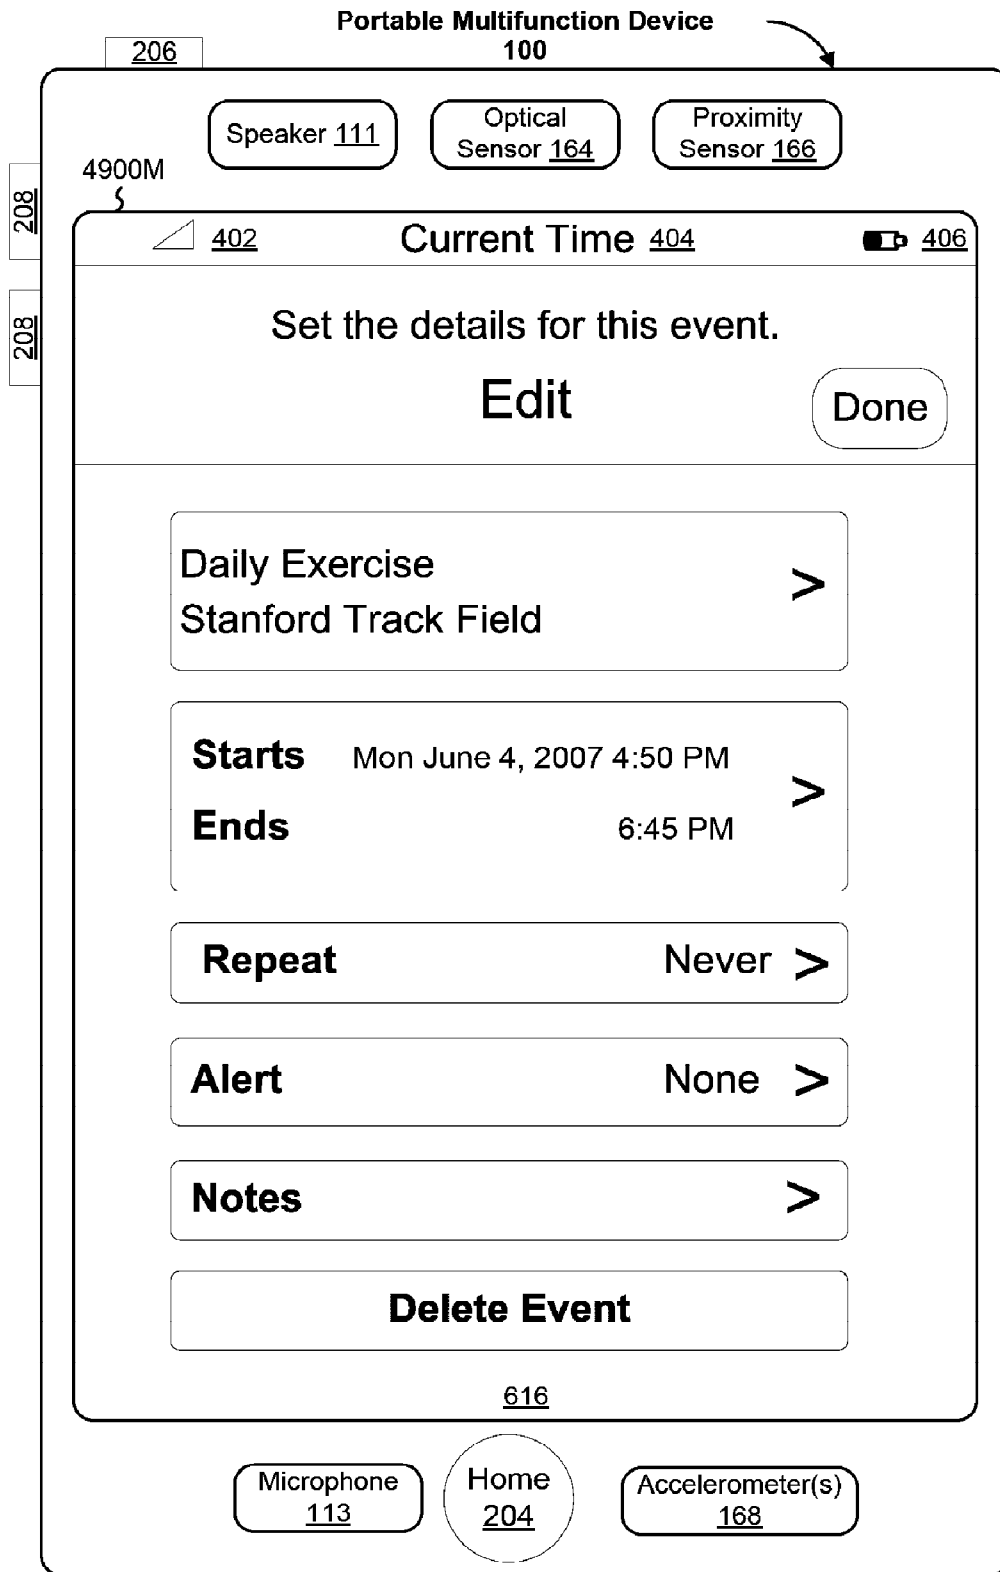 Portable Multifunction Device
100
206
Speaker 111
Optical
Sensor 164
Proximity
Sensor 166
4900M
208
208
402
Current Time 404
406
Set the details for this event.
Edit
Done
Daily Exercise
Stanford Track Field
>
Starts Mon June 4, 2007 4:50 PM
>
Ends 6:45 PM
Repeat Never >
Alert None >
Notes >
Delete Event
616
Microphone
113
Home
204
Accelerometer(s)
168